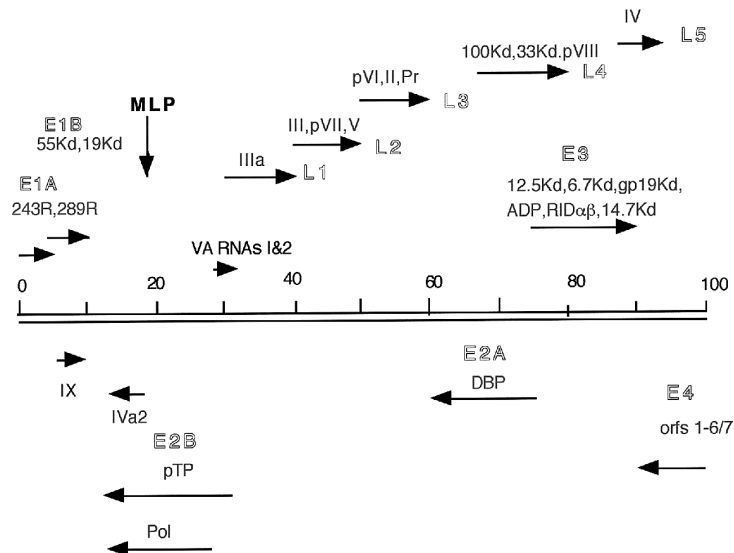 IV
L5
100Kd,33Kd.pVIII
L4
pVI,II,Pr
L3
MLP
E1B
55Kd,19Kd
III,pVII,V
L2
IIIa
L1
E3
12.5Kd,6.7Kd,gp19Kd,
ADP,RIDαβ,14.7Kd
E1A
243R,289R
VA RNAs I&2
0 20 40 60 80 100
IX
IVa2
E2A
DBP
E4
orfs 1-6/7
E2B
pTP
Pol